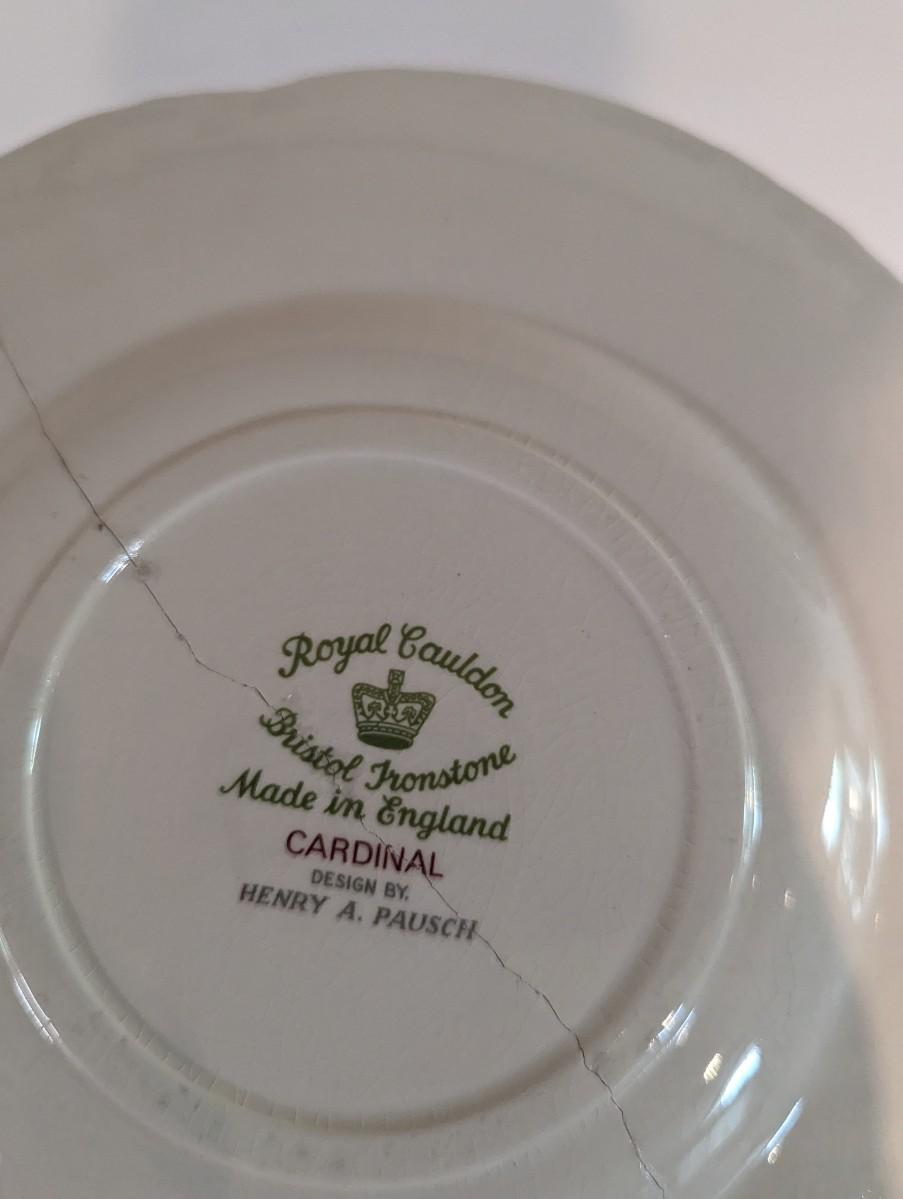 Royal Cauldon
Bristol Ironstone
Made in England
CARDINAL
DESIGN BY.
HENRY A. PAUSCH